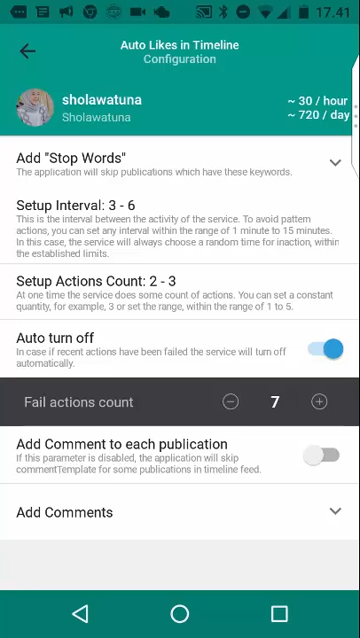 17.41
Auto Likes in Timeline
Configuration
sholawatuna
Sholawatuna
~ 30 / hour
~ 720 / day
Add "Stop Words"
The application will skip publications which have these keywords.
Setup Interval: 3 - 6
This is the interval between the activity of the service. To avoid pattern
actions, you can set any interval within the range of 1 minute to 15 minutes.
In this case, the service will always choose a random time for inaction, within
the established limits.
Setup Actions Count: 2 - 3
At one time the service does some count of actions. You can set a constant
quantity, for example, 3 or set the range, within the range of 1 to 5.
Auto turn off
In case if recent actions have been failed the service will turn off
automatically.
Fail actions count
7
Add Comment to each publication
If this parameter is disabled, the application will skip
commentTemplate for some publications in timeline feed.
Add Comments